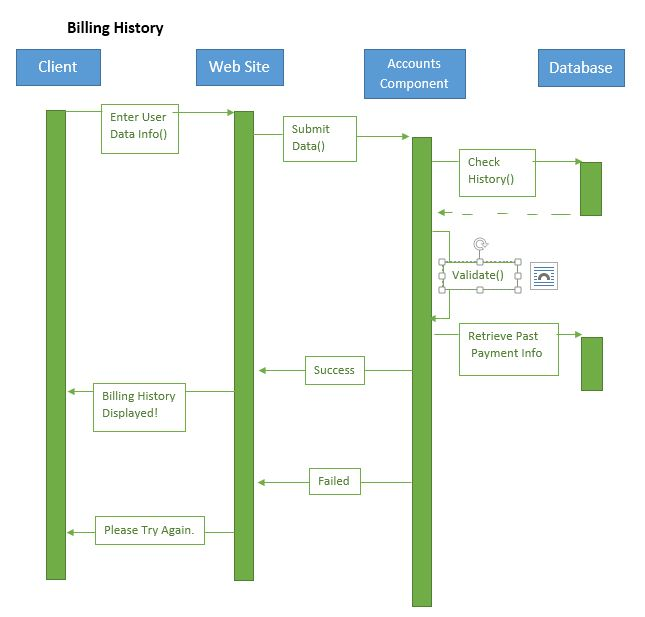 Billing History
Client
Web Site
Accounts
Component
Database
Enter User
Data Info()
Submit
Data()
Check
History()
Validate()
Retrieve Past
Payment Info
Success
Billing History
Displayed!
Failed
Please Try Again.